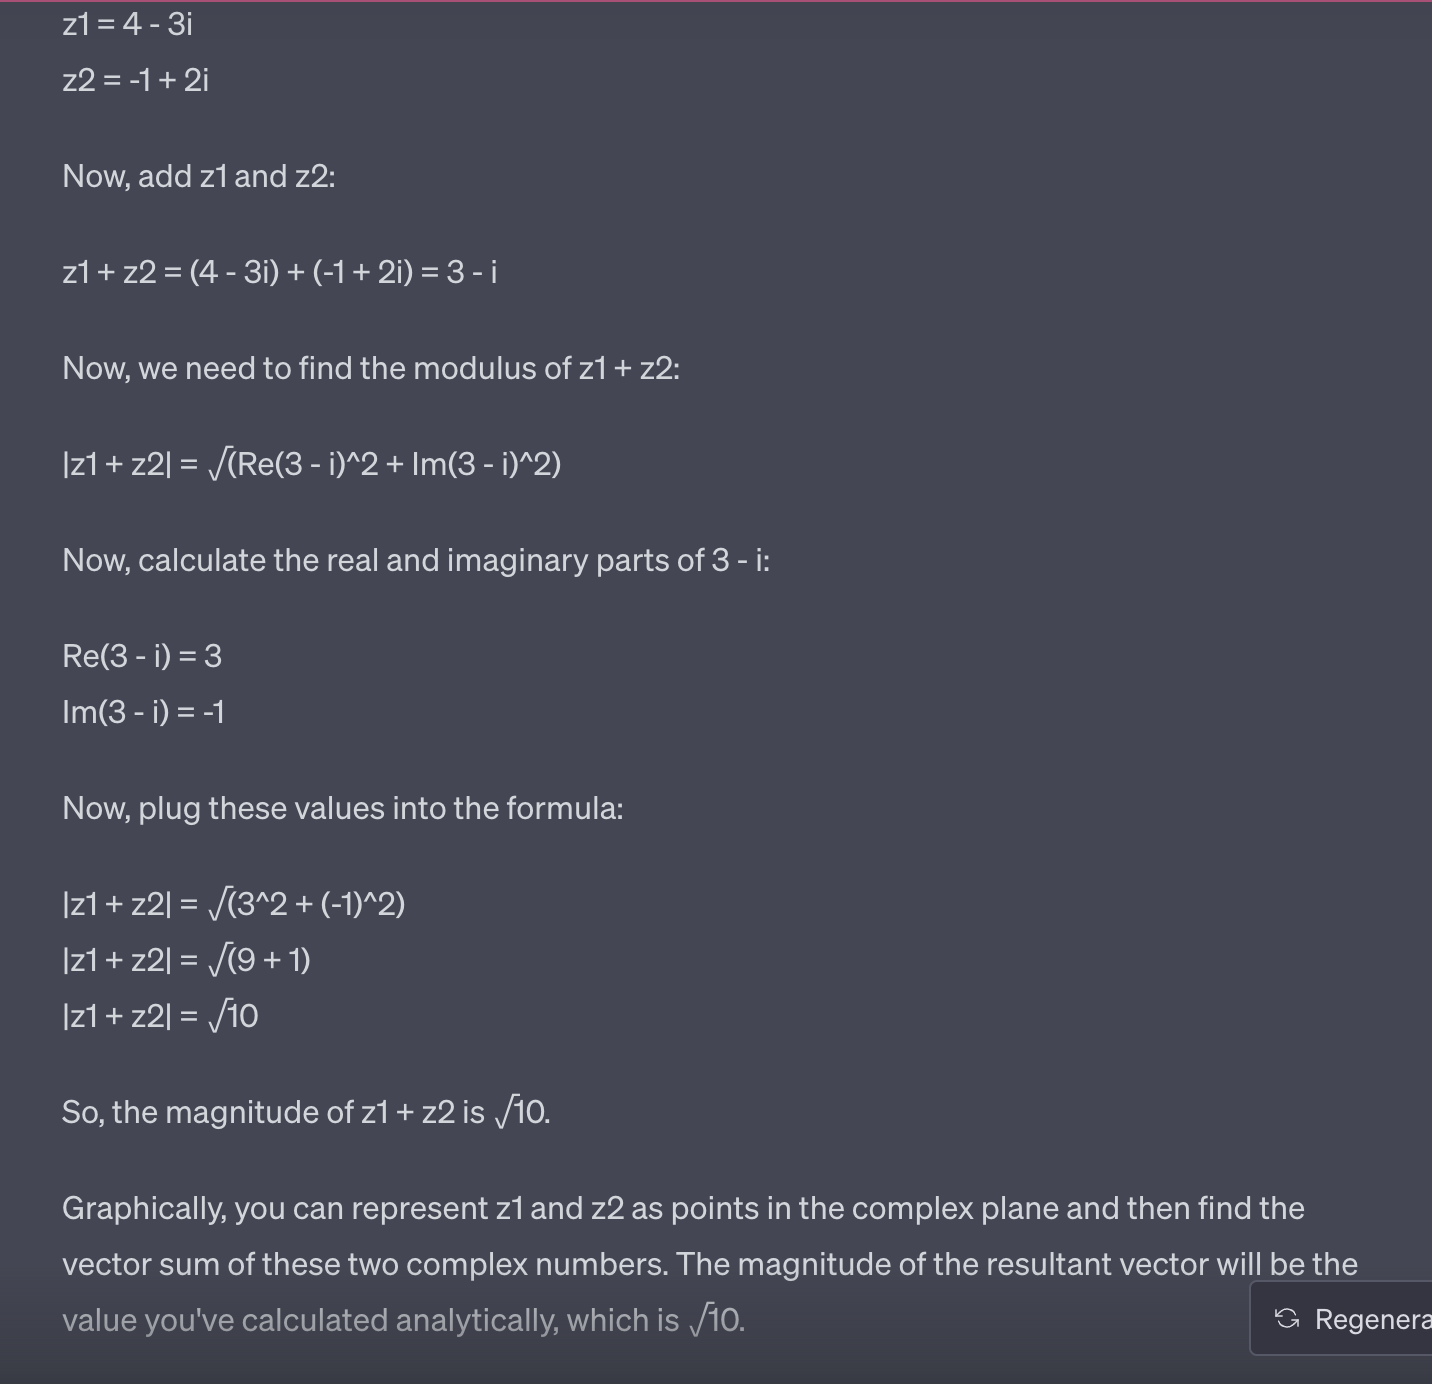 z1 = 4 - 3i
z2 = -1 + 2i
Now, add z1 and z2:
z1 + z2 = (4 - 3i) + (-1 + 2i) = 3 - i
Now, we need to find the modulus of z1 + z2:
|z1 + z2| = √(Re(3 - i)^2 + Im(3 - i)^2)
Now, calculate the real and imaginary parts of 3 - i:
Re(3 - i) = 3
Im(3 - i) = -1
Now, plug these values into the formula:
|z1 + z2| = √(3^2 + (-1)^2)
|z1 + z2| = √(9 + 1)
|z1 + z2| = √10
So, the magnitude of z1 + z2 is √10.
Graphically, you can represent z1 and z2 as points in the complex plane and then find the
vector sum of these two complex numbers. The magnitude of the resultant vector will be the
value you've calculated analytically, which is √10.
Regenera